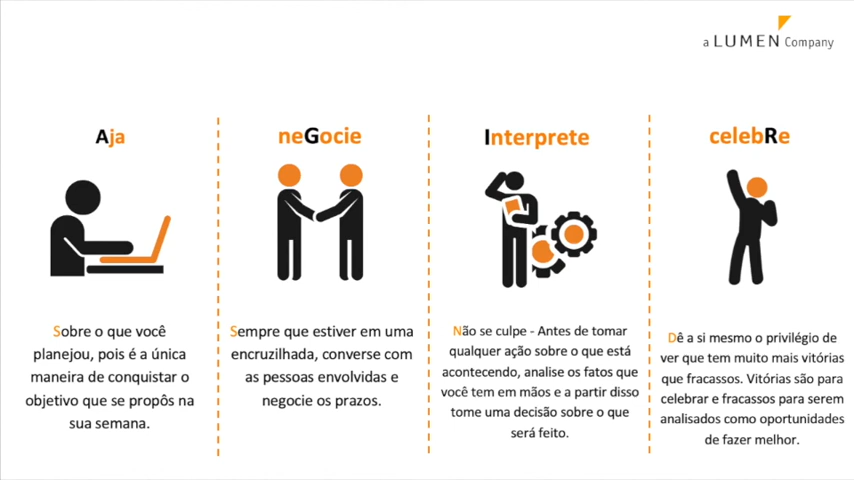 a LUMEN Company
Aja
Sobre o que você
planejou, pois é a única
maneira de conquistar o
objetivo que se propôs na
sua semana.
neGocie
Sempre que estiver em uma
encruzilhada, converse com
as pessoas envolvidas e
negocie os prazos.
Interprete
Não se culpe - Antes de tomar
qualquer ação sobre o que está
acontecendo, analise os fatos que
você tem em mãos e a partir disso
tome uma decisão sobre o que
será feito.
celebRe
Dê a si mesmo o privilégio de
ver que tem muito mais vitórias
que fracassos. Vitórias são para
celebrar e fracassos para serem
analisados como oportunidades
de fazer melhor.